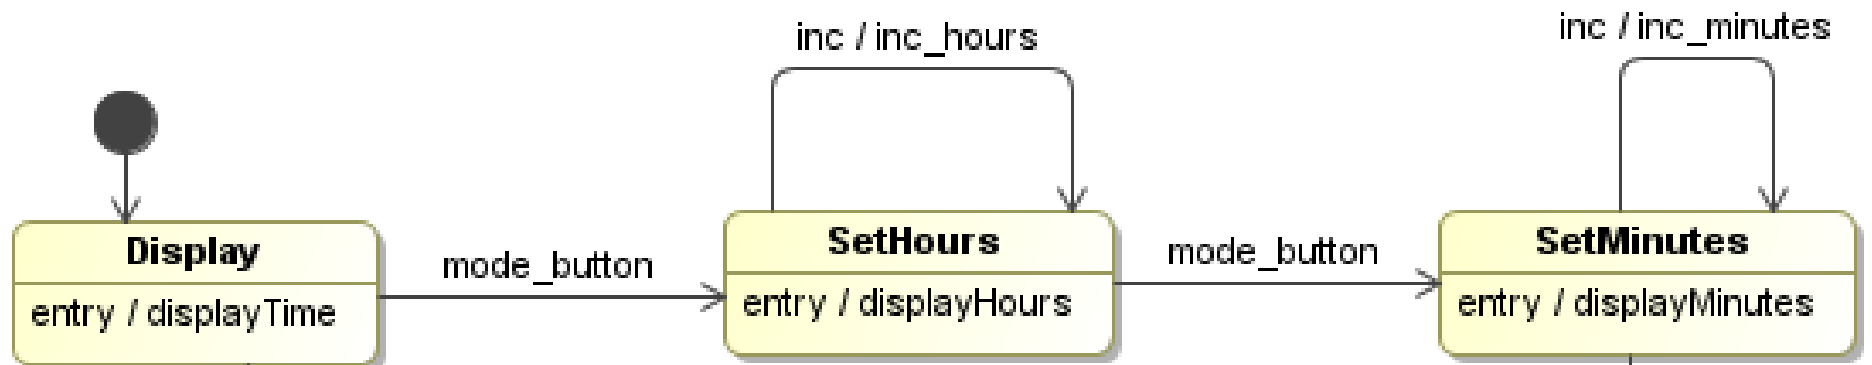 inc / inc_hours
inc / inc_minutes
Display
entry / displayTime
mode_button
SetHours
entry / displayHours
mode_button
SetMinutes
entry / displayMinutes